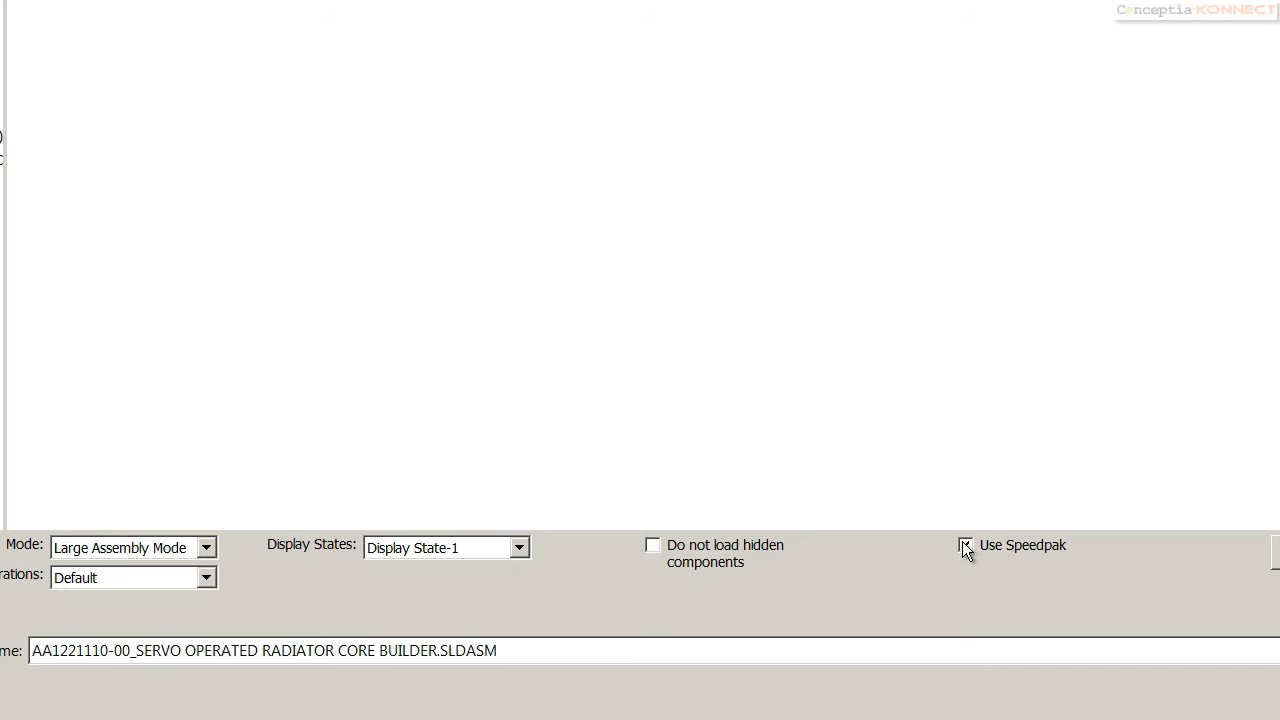 Conceptia KONNECT
)
Mode: Large Assembly Mode
Display States: Display State-1
Do not load hidden
components
Use Speedpak
rations: Default
me: AA1221110-00_SERVO OPERATED RADIATOR CORE BUILDER.SLDASM